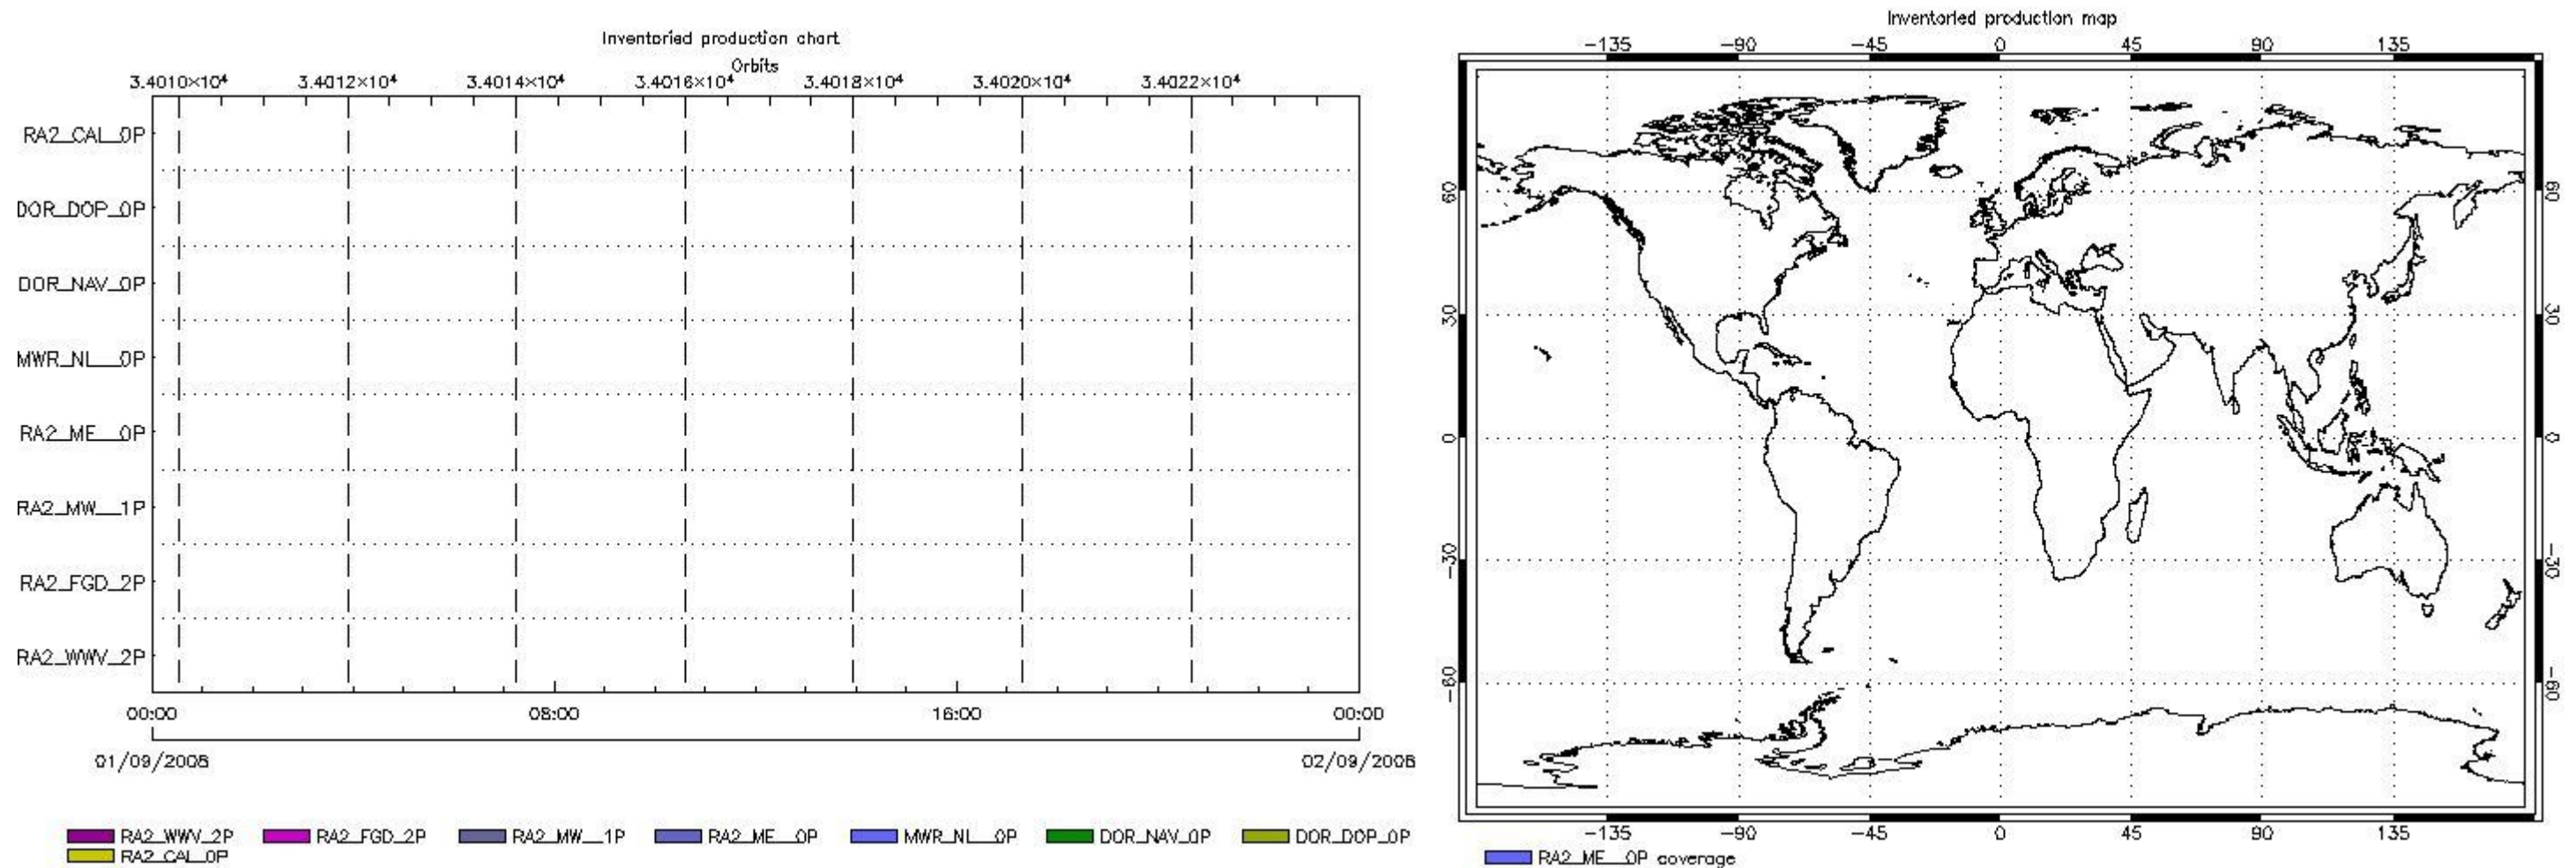 Inventoried production chart
Orbits
3.4010×10⁴ 3.4012×10⁴ 3.4014×10⁴ 3.4016×10⁴ 3.4018×10⁴ 3.4020×10⁴ 3.4022×10⁴
RA2_CAL_0P
DOR_DOP_0P
DOR_NAV_0P
MWR_NL__0P
RA2_ME__0P
RA2_MW__1P
RA2_FGD_2P
RA2_WWV_2P
00:00 08:00 16:00 00:00
01/09/2008 02/09/2008
RA2_WWV_2P RA2_FGD_2P RA2_MW__1P RA2_ME__0P MWR_NL__0P DOR_NAV_0P DOR_DOP_0P
RA2_CAL_0P
Inventoried production map
-135 -90 -45 0 45 90 135
60 60
30 30
0 0
-30 -30
-60 -60
-135 -90 -45 0 45 90 135
RA2_ME__0P coverage